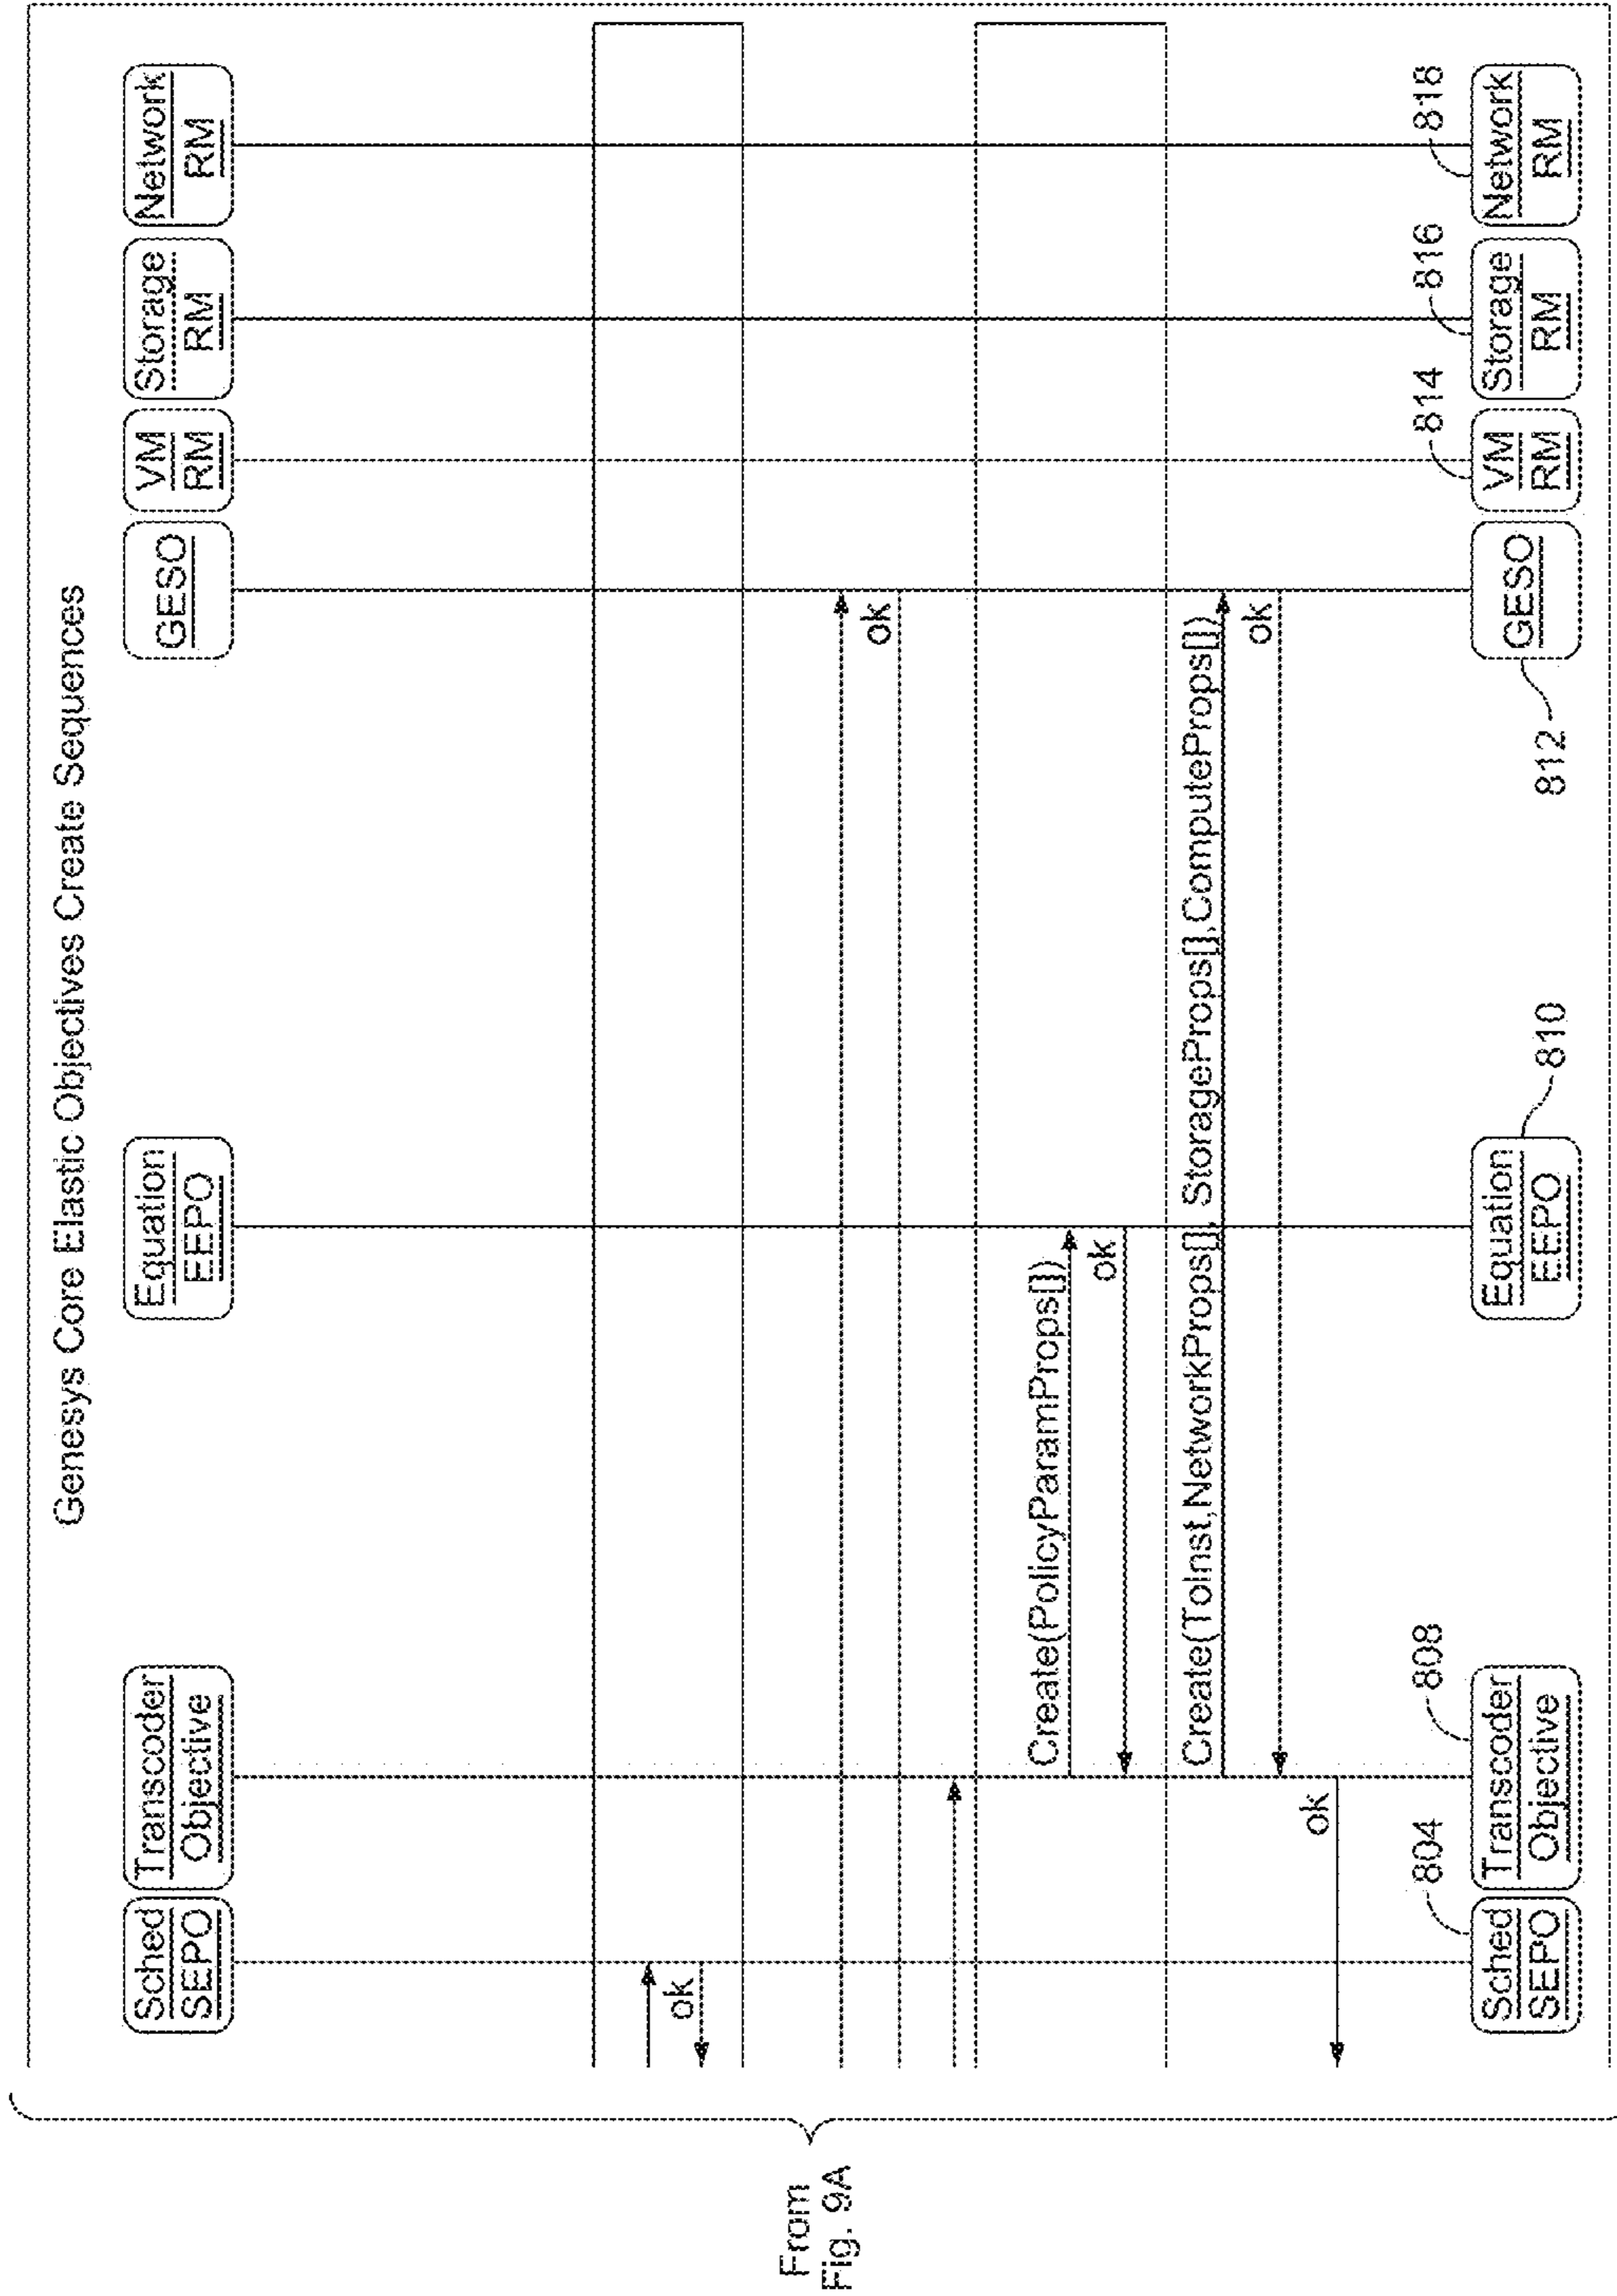 Genesys Core Elastic Objectives Create Sequences
Sched
SEPO
Transcoder
Objective
Equation
EEPO
GESO
VM
RM
Storage
RM
Network
RM
ok
ok
Create(PolicyParamProps[])
ok
Create(ToInst,NetworkProps[], StorageProps[],ComputeProps[])
ok
ok
804
808
810
812
814
816
818
Sched
SEPO
Transcoder
Objective
Equation
EEPO
GESO
VM
RM
Storage
RM
Network
RM
From
Fig. 9A